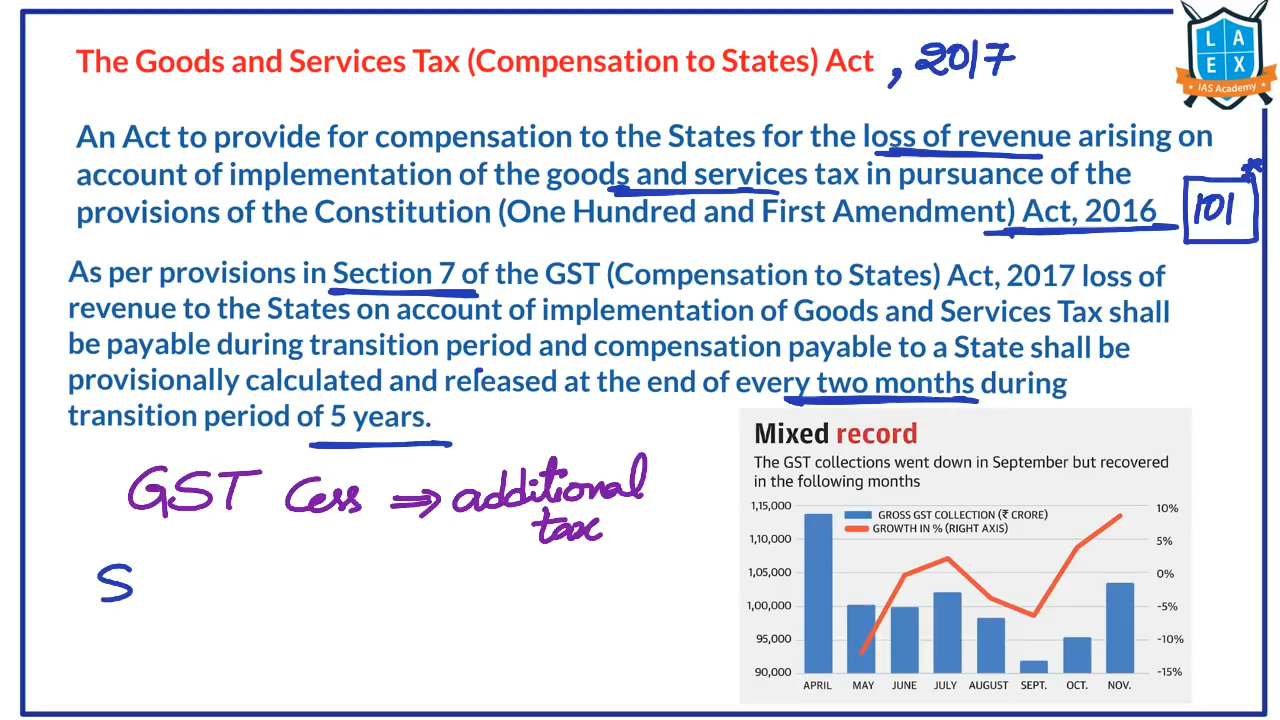 The Goods and Services Tax (Compensation to States) Act , 2017
LAEX
IAS Academy
An Act to provide for compensation to the States for the loss of revenue arising on
account of implementation of the goods and services tax in pursuance of the
provisions of the Constitution (One Hundred and First Amendment) Act, 2016
101
As per provisions in Section 7 of the GST (Compensation to States) Act, 2017 loss of
revenue to the States on account of implementation of Goods and Services Tax shall
be payable during transition period and compensation payable to a State shall be
provisionally calculated and released at the end of every two months during
transition period of 5 years.
GST Cess ⇒ additional
tax
S
Mixed record
The GST collections went down in September but recovered
in the following months
GROSS GST COLLECTION (₹ CRORE)
GROWTH IN % (RIGHT AXIS)
1,15,000
1,10,000
1,05,000
1,00,000
95,000
90,000
10%
5%
0%
-5%
-10%
-15%
APRIL MAY JUNE JULY AUGUST SEPT. OCT. NOV.